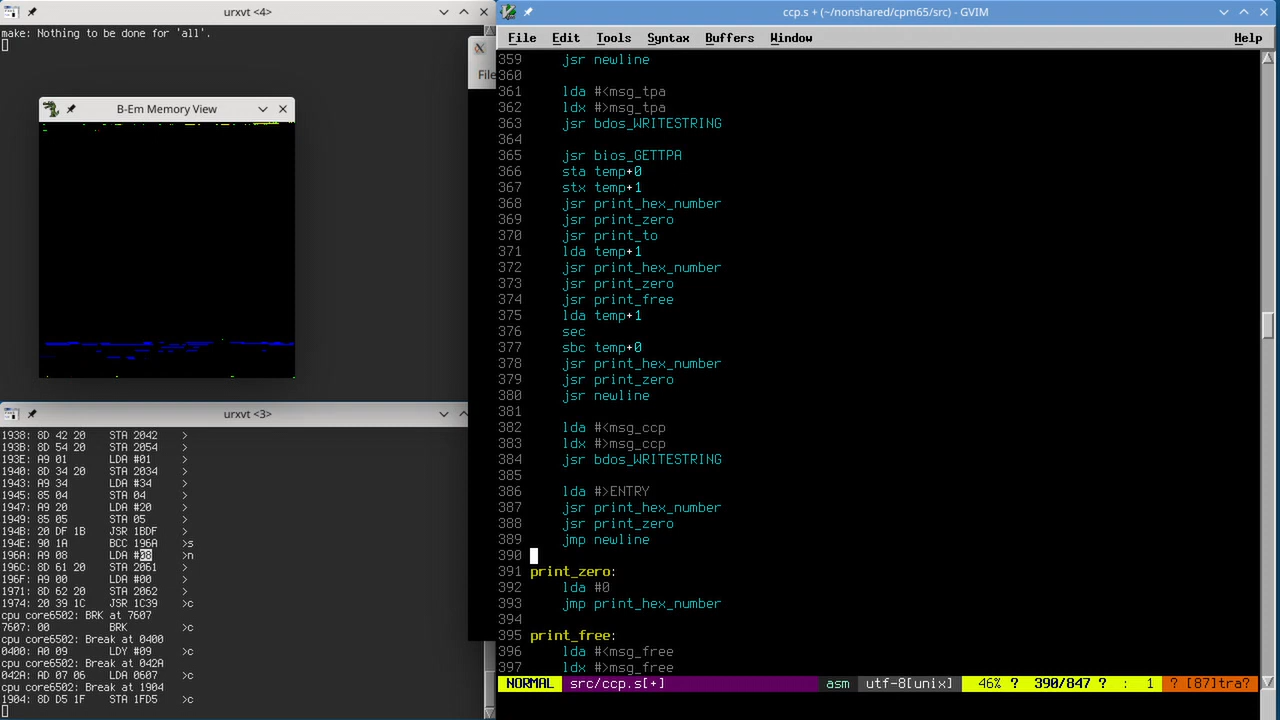 urxvt <4>
make: Nothing to be done for 'all'.
B-Em Memory View
File
urxvt <3>
1938: 8D 42 20 STA 2042 >
193B: 8D 54 20 STA 2054 >
193E: A9 01 LDA #01 >
1940: 8D 34 20 STA 2034 >
1943: A9 34 LDA #34 >
1945: 85 04 STA 04 >
1947: A9 20 LDA #20 >
1949: 85 05 STA 05 >
194B: 20 DF 1B JSR 1BDF >
194E: 90 1A BCC 196A >s
196A: A9 08 LDA #08 >n
196C: 8D 61 20 STA 2061 >
196F: A9 00 LDA #00 >
1971: 8D 62 20 STA 2062 >
1974: 20 39 1C JSR 1C39 >c
cpu core6502: BRK at 7607
7607: 00 BRK >c
cpu core6502: Break at 0400
0400: A0 09 LDY #09 >c
cpu core6502: Break at 042A
042A: AD 07 06 LDA 0607 >c
cpu core6502: Break at 1904
1904: 8D D5 1F STA 1FD5 >c
ccp.s + (~/nonshared/cpm65/src) - GVIM
File Edit Tools Syntax Buffers Window Help
359 jsr newline
360
361 lda #<msg_tpa
362 ldx #>msg_tpa
363 jsr bdos_WRITESTRING
364
365 jsr bios_GETTPA
366 sta temp+0
367 stx temp+1
368 jsr print_hex_number
369 jsr print_zero
370 jsr print_to
371 lda temp+1
372 jsr print_hex_number
373 jsr print_zero
374 jsr print_free
375 lda temp+1
376 sec
377 sbc temp+0
378 jsr print_hex_number
379 jsr print_zero
380 jsr newline
381
382 lda #<msg_ccp
383 ldx #>msg_ccp
384 jsr bdos_WRITESTRING
385
386 lda #>ENTRY
387 jsr print_hex_number
388 jsr print_zero
389 jmp newline
390
391 print_zero:
392 lda #0
393 jmp print_hex_number
394
395 print_free:
396 lda #<msg_free
397 ldx #>msg_free
NORMAL src/ccp.s[+] asm utf-8[unix] 46% ? 390/847 ? : 1 ? [87]tra?